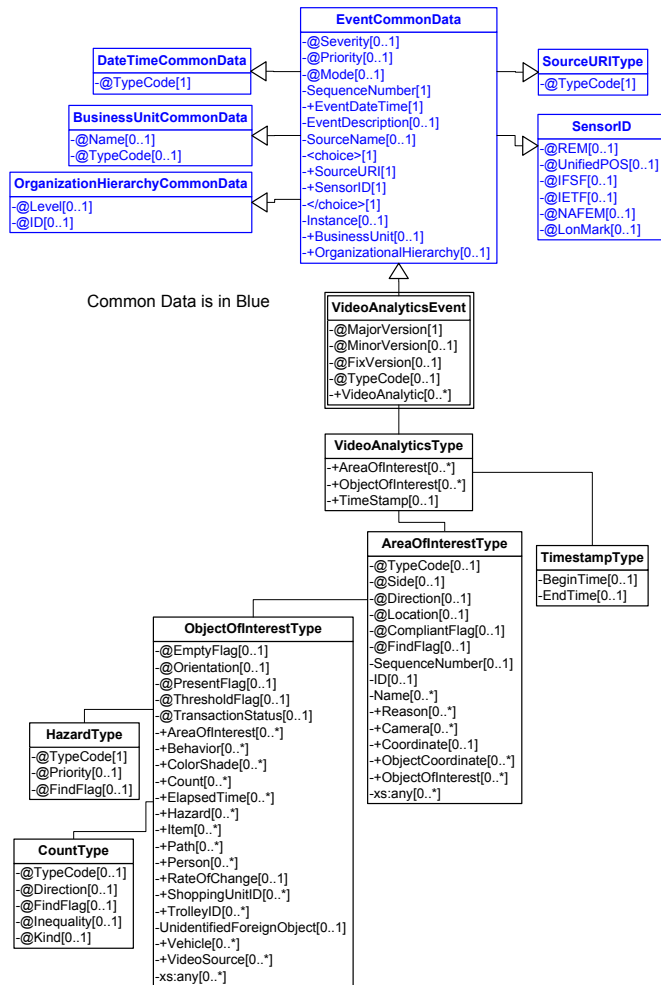 EventCommonData
-@Severity[0..1]
-@Priority[0..1]
-@Mode[0..1]
-SequenceNumber[1]
-+EventDateTime[1]
-EventDescription[0..1]
-SourceName[0..1]
-<choice>[1]
-+SourceURI[1]
-+SensorID[1]
-</choice>[1]
-Instance[0..1]
-+BusinessUnit[0..1]
-+OrganizationalHierarchy[0..1]
DateTimeCommonData
-@TypeCode[1]
BusinessUnitCommonData
-@Name[0..1]
-@TypeCode[0..1]
OrganizationHierarchyCommonData
-@Level[0..1]
-@ID[0..1]
SourceURIType
-@TypeCode[1]
SensorID
-@REM[0..1]
-@UnifiedPOS[0..1]
-@IFSF[0..1]
-@IETF[0..1]
-@NAFEM[0..1]
-@LonMark[0..1]
Common Data is in Blue
VideoAnalyticsEvent
-@MajorVersion[1]
-@MinorVersion[0..1]
-@FixVersion[0..1]
-@TypeCode[0..1]
-+VideoAnalytic[0..*]
VideoAnalyticsType
-+AreaOfInterest[0..*]
-+ObjectOfInterest[0..*]
-+TimeStamp[0..1]
AreaOfInterestType
-@TypeCode[0..1]
-@Side[0..1]
-@Direction[0..1]
-@Location[0..1]
-@CompliantFlag[0..1]
-@FindFlag[0..1]
-SequenceNumber[0..1]
-ID[0..1]
-Name[0..*]
-+Reason[0..*]
-+Camera[0..*]
-+Coordinate[0..1]
-+ObjectCoordinate[0..*]
-+ObjectOfInterest[0..*]
-xs:any[0..*]
TimestampType
-BeginTime[0..1]
-EndTime[0..1]
ObjectOfInterestType
-@EmptyFlag[0..1]
-@Orientation[0..1]
-@PresentFlag[0..1]
-@ThresholdFlag[0..1]
-@TransactionStatus[0..1]
-+AreaOfInterest[0..*]
-+Behavior[0..*]
-+ColorShade[0..*]
-+Count[0..*]
-+ElapsedTime[0..*]
-+Hazard[0..*]
-+Item[0..*]
-+Path[0..*]
-+Person[0..*]
-+RateOfChange[0..1]
-+ShoppingUnitID[0..*]
-+TrolleyID[0..*]
-UnidentifiedForeignObject[0..1]
-+Vehicle[0..*]
-+VideoSource[0..*]
-xs:any[0..*]
HazardType
-@TypeCode[1]
-@Priority[0..1]
-@FindFlag[0..1]
CountType
-@TypeCode[0..1]
-@Direction[0..1]
-@FindFlag[0..1]
-@Inequality[0..1]
-@Kind[0..1]